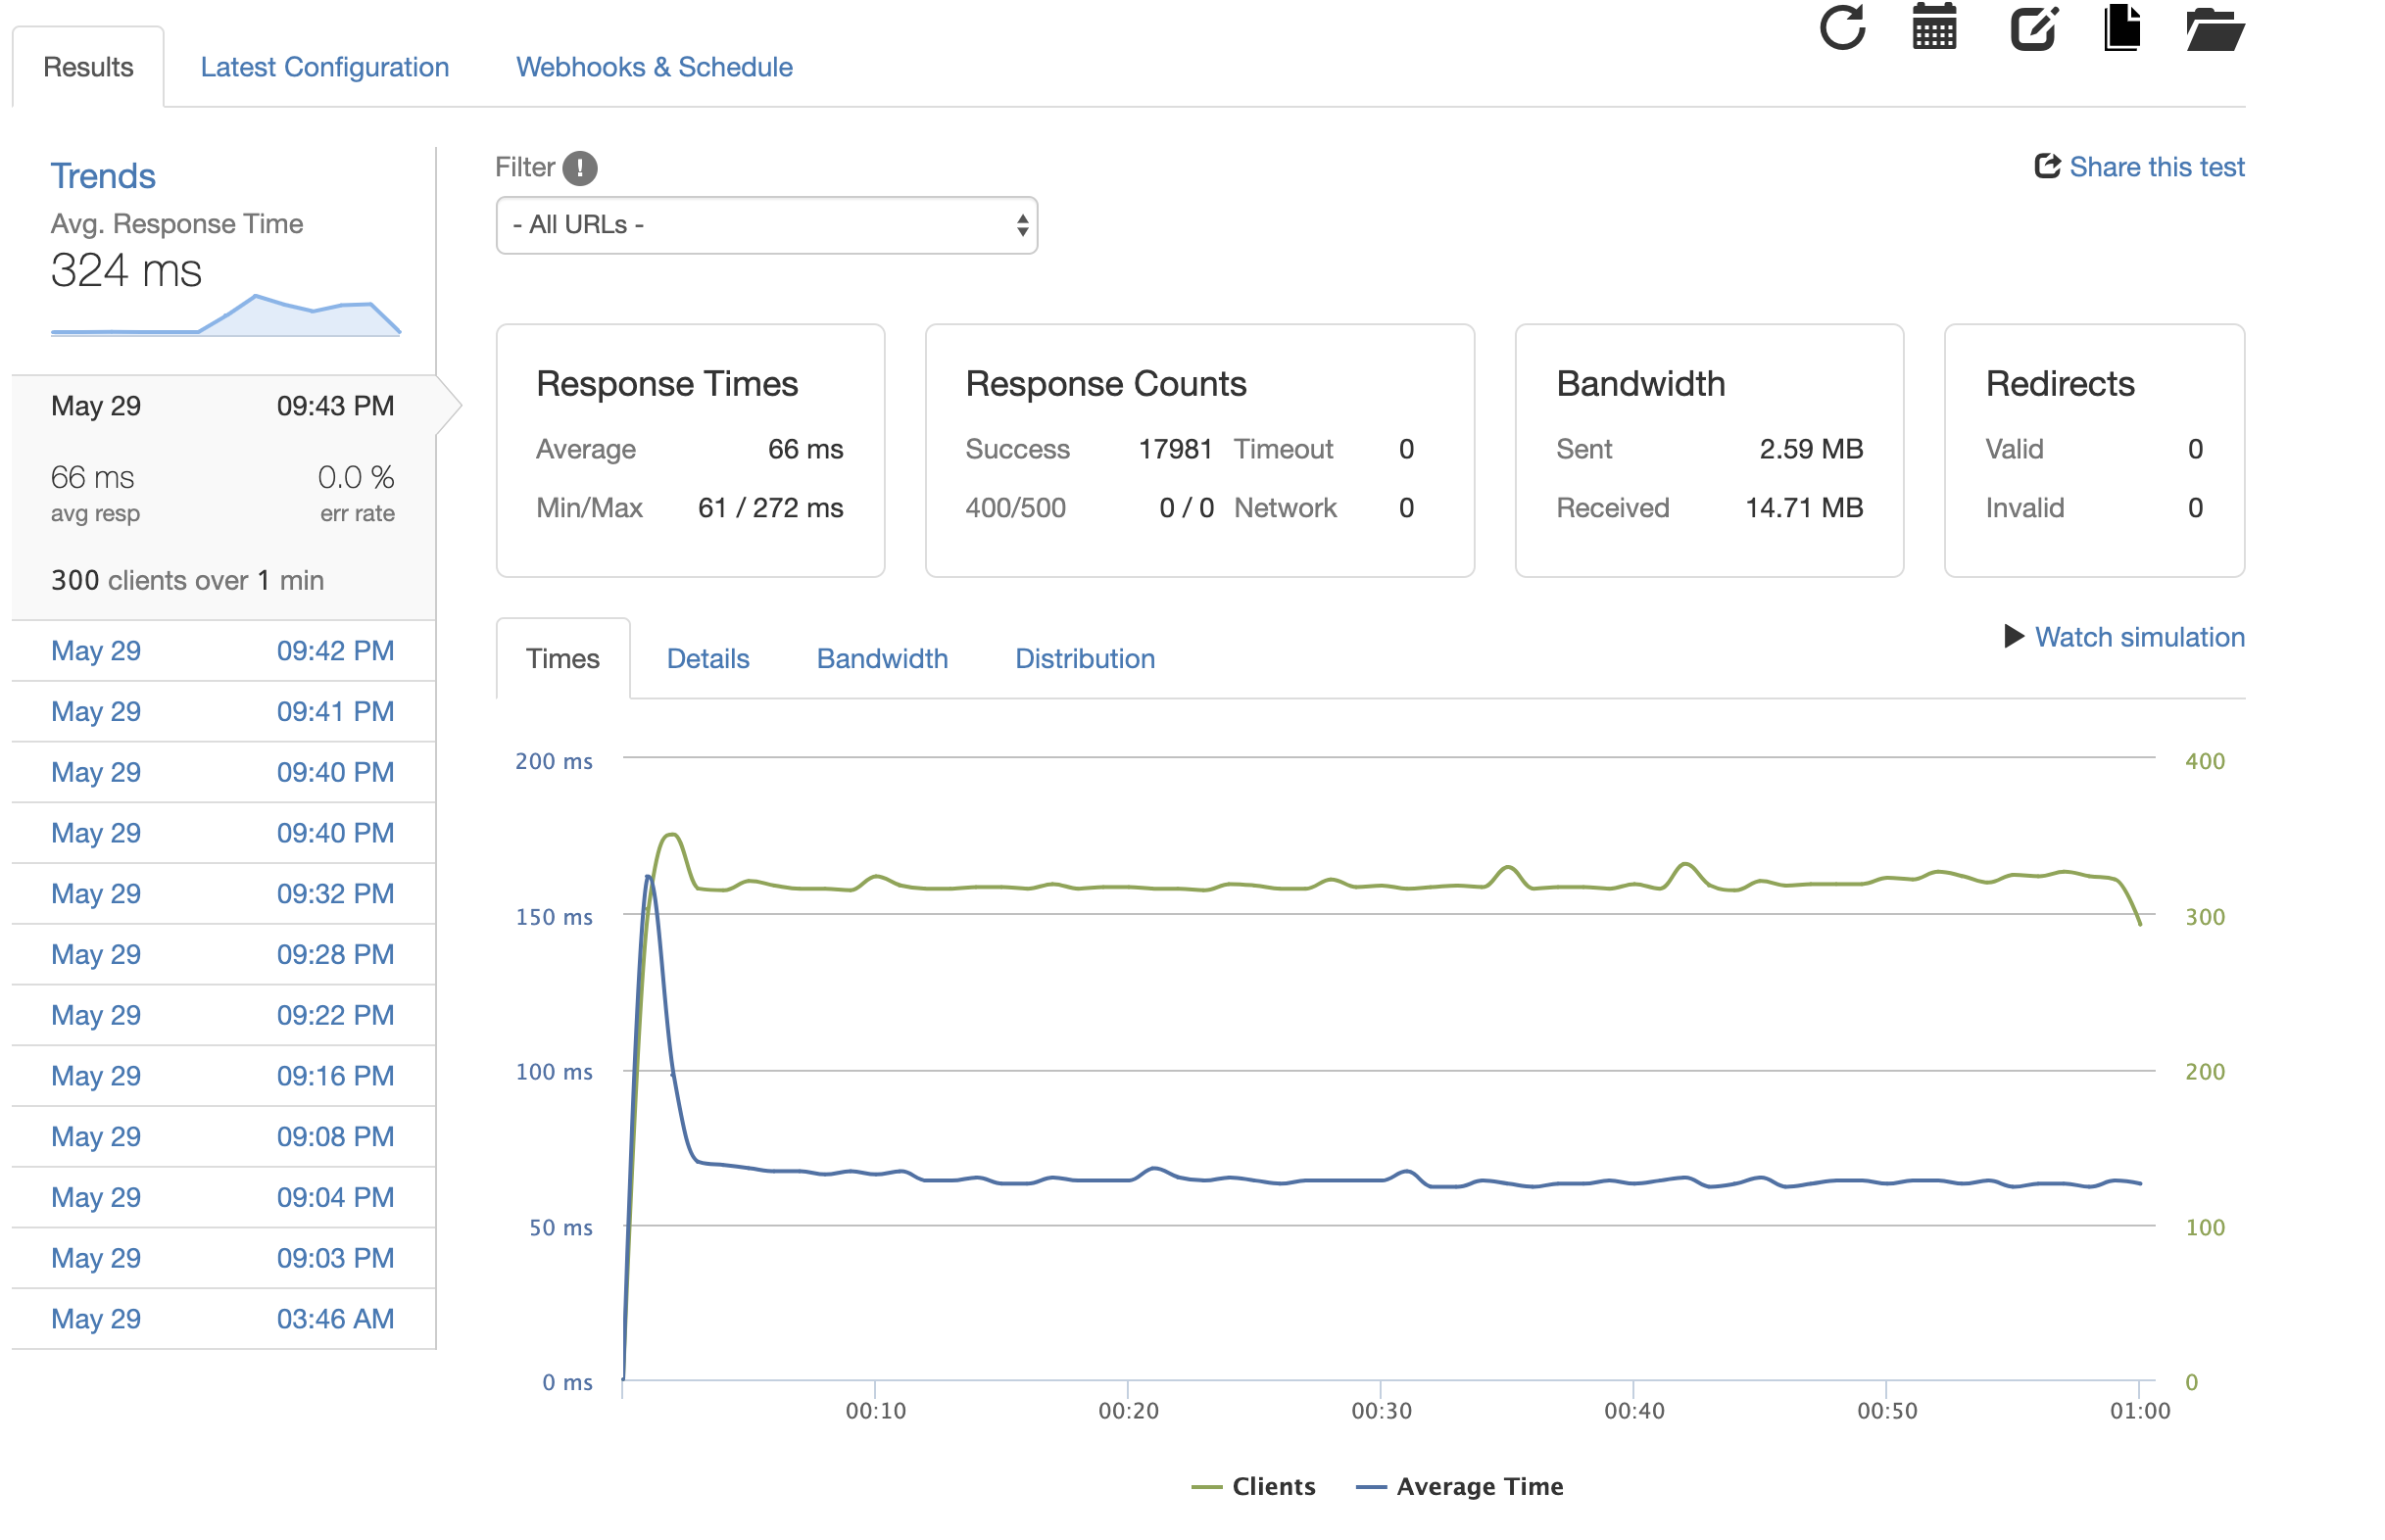 Results Latest Configuration Webhooks & Schedule
Trends
Avg. Response Time
324 ms
May 29 09:43 PM
66 ms 0.0 %
avg resp err rate
300 clients over 1 min
May 29 09:42 PM
May 29 09:41 PM
May 29 09:40 PM
May 29 09:40 PM
May 29 09:32 PM
May 29 09:28 PM
May 29 09:22 PM
May 29 09:16 PM
May 29 09:08 PM
May 29 09:04 PM
May 29 09:03 PM
May 29 03:46 AM
Filter !
Share this test
- All URLs -
Response Times
Average 66 ms
Min/Max 61 / 272 ms
Response Counts
Success 17981 Timeout 0
400/500 0 / 0 Network 0
Bandwidth
Sent 2.59 MB
Received 14.71 MB
Redirects
Valid 0
Invalid 0
Times Details Bandwidth Distribution
Watch simulation
200 ms 400
150 ms 300
100 ms 200
50 ms 100
0 ms 0
00:10 00:20 00:30 00:40 00:50 01:00
Clients Average Time